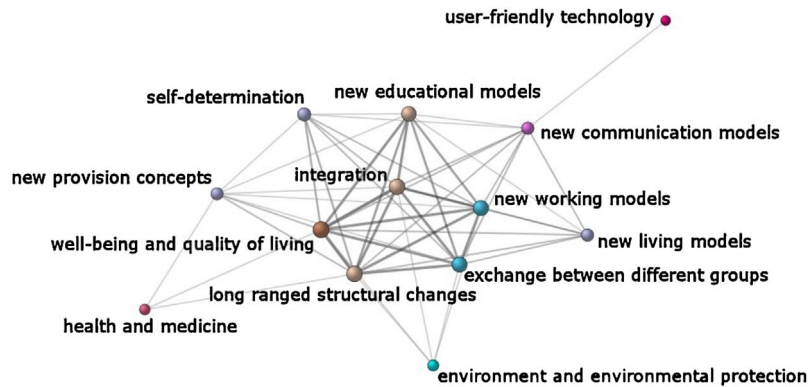 user-friendly technology
new educational models
self-determination
new communication models
integration
new provision concepts
new working models
well-being and quality of living
new living models
exchange between different groups
long ranged structural changes
health and medicine
environment and environmental protection